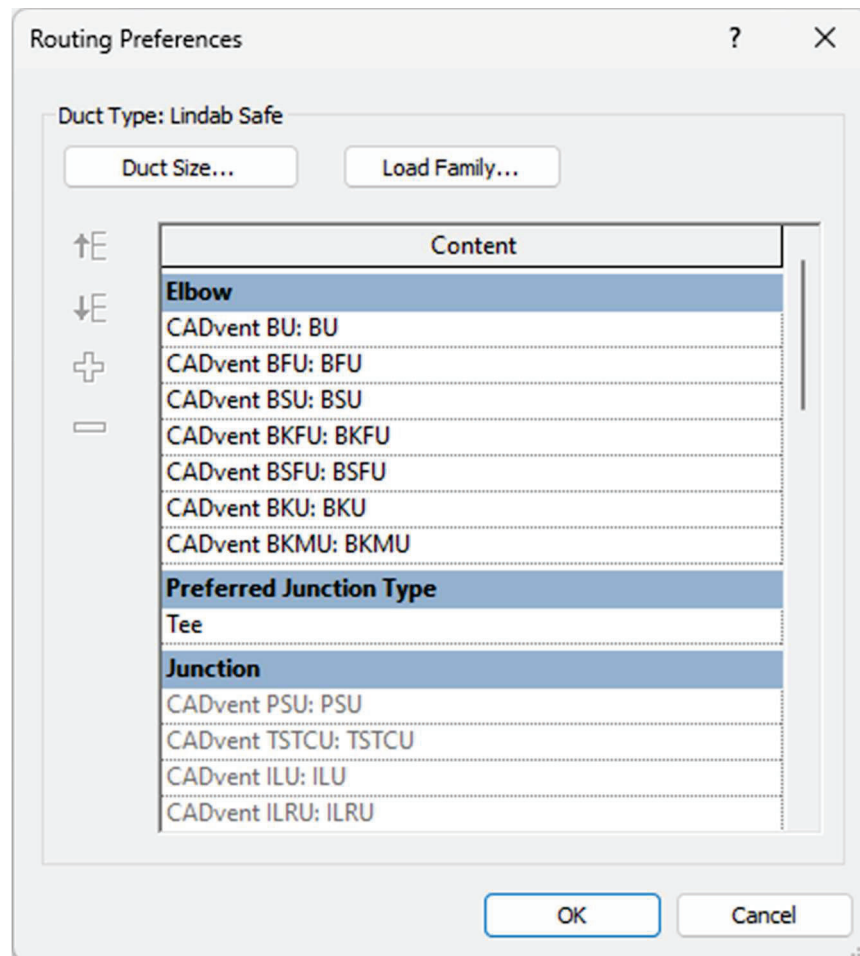 Routing Preferences
?
Duct Type: Lindab Safe
Duct Size... Load Family...
Content
Elbow
CADvent BU: BU
CADvent BFU: BFU
CADvent BSU: BSU
CADvent BKFU: BKFU
CADvent BSFU: BSFU
CADvent BKU: BKU
CADvent BKMU: BKMU
Preferred Junction Type
Tee
Junction
CADvent PSU: PSU
CADvent TSTCU: TSTCU
CADvent ILU: ILU
CADvent ILRU: ILRU
OK Cancel